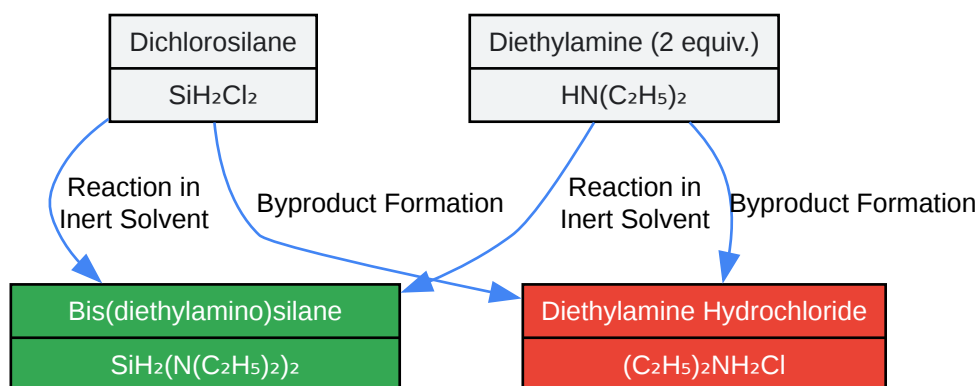 Dichlorosilane
SiH₂Cl₂
Diethylamine (2 equiv.)
HN(C₂H₅)₂
Reaction in
Inert Solvent
Byproduct Formation
Reaction in
Inert Solvent
Byproduct Formation
Bis(diethylamino)silane
SiH₂(N(C₂H₅)₂)₂
Diethylamine Hydrochloride
(C₂H₅)₂NH₂Cl